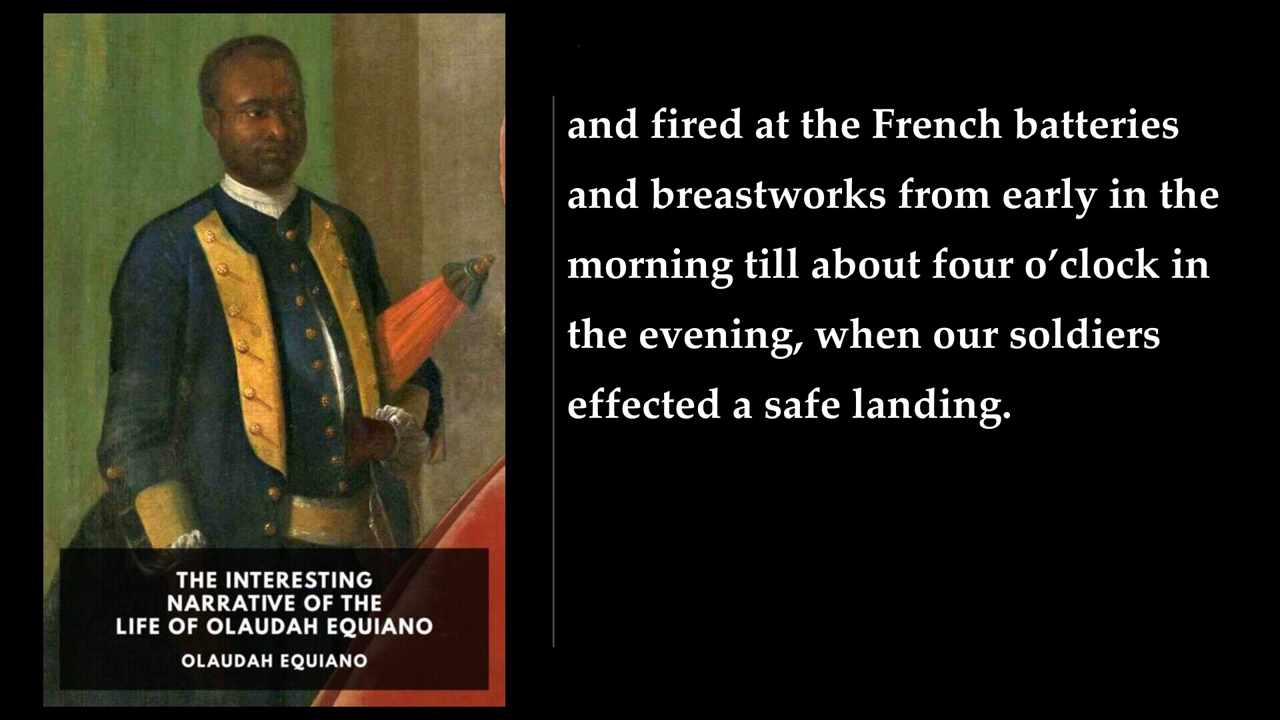 THE INTERESTING
NARRATIVE OF THE
LIFE OF OLAUDAH EQUIANO
OLAUDAH EQUIANO
and fired at the French batteries
and breastworks from early in the
morning till about four o’clock in
the evening, when our soldiers
effected a safe landing.